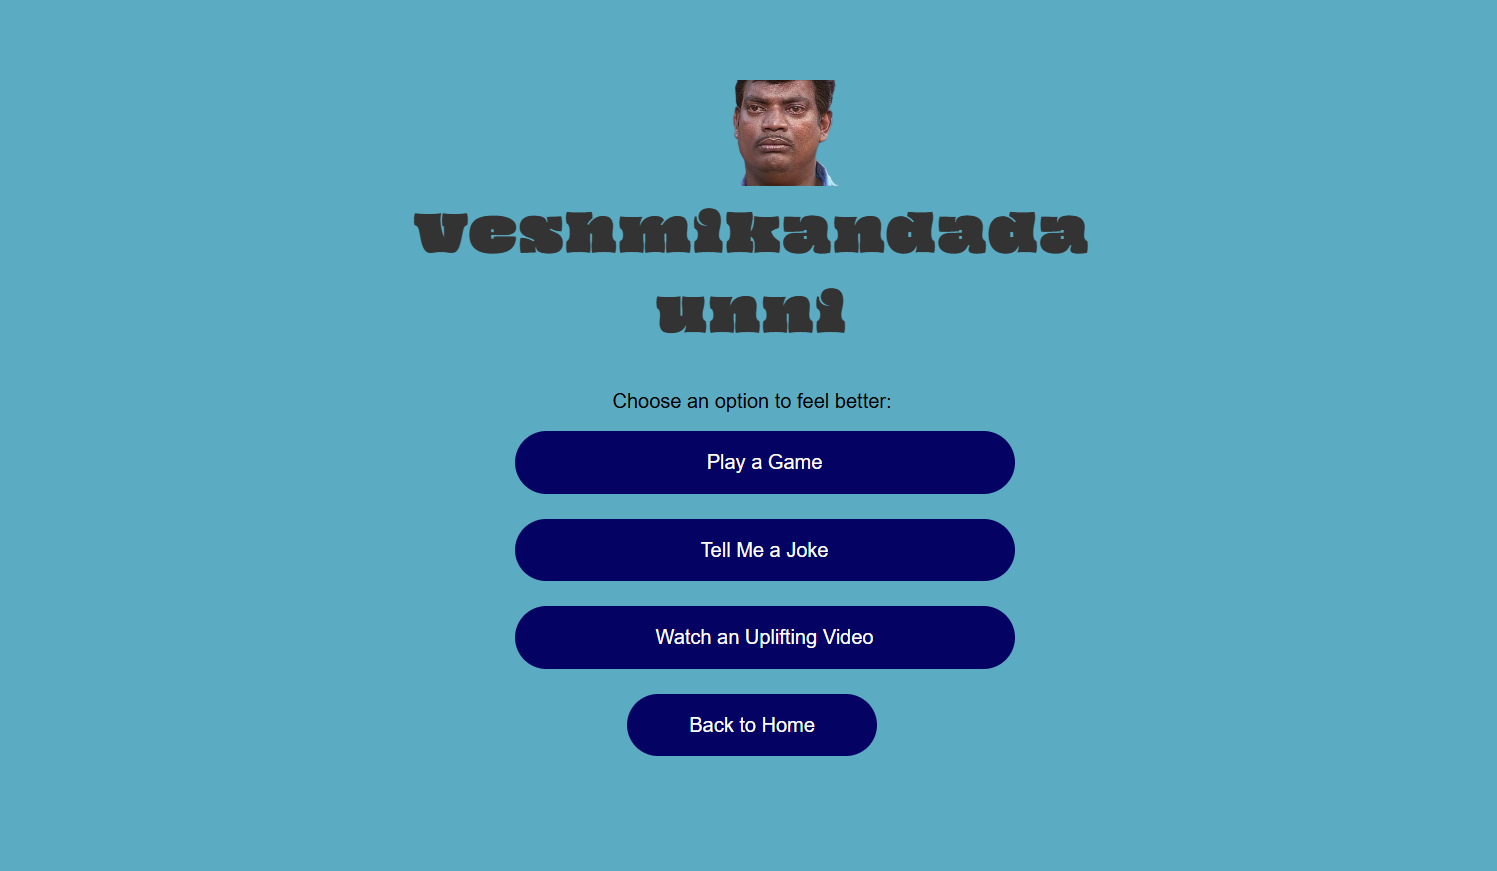 Veshmikandada
unni
Choose an option to feel better:
Play a Game
Tell Me a Joke
Watch an Uplifting Video
Back to Home